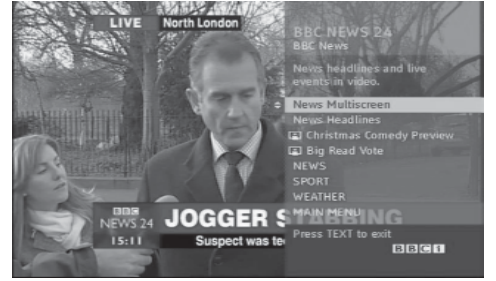 LIVE North London
BBC NEWS 24
BBC News
News headlines and live
events in video.
News Multiscreen
News Headlines
Christmas Comedy Preview
Big Read Vote
NEWS
SPORT
WEATHER
MAIN MENU
Press TEXT to exit
BBCi
BBC
NEWS 24
15:11
JOGGER STABBING
Suspect was